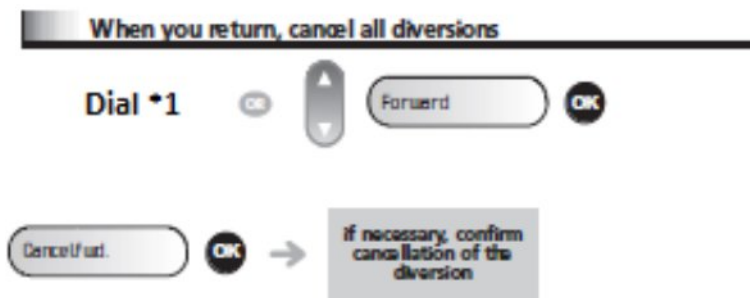 When you return, cancel all diversions
Dial *1 OR Forward OK
Cancel fwd. OK
if necessary, confirm
cancellation of the
diversion